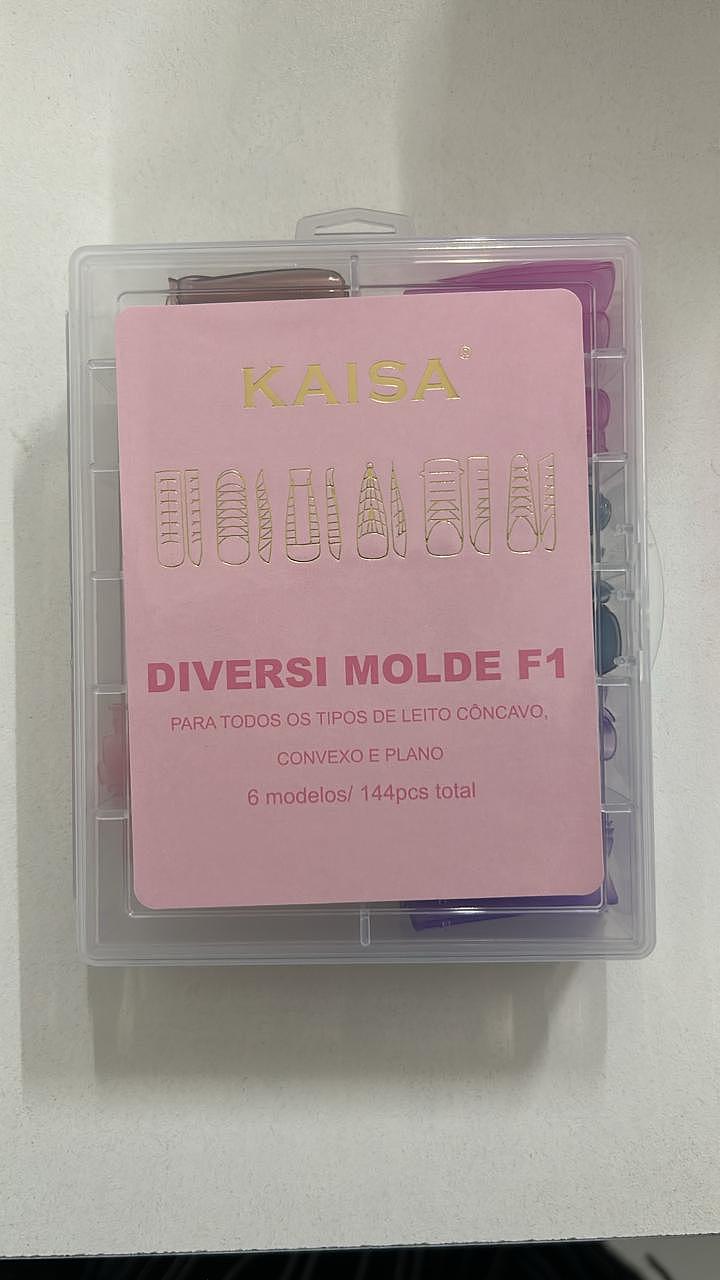 KAISA®
DIVERSI MOLDE F1
PARA TODOS OS TIPOS DE LEITO CÔNCAVO,
CONVEXO E PLANO
6 modelos/ 144pcs total